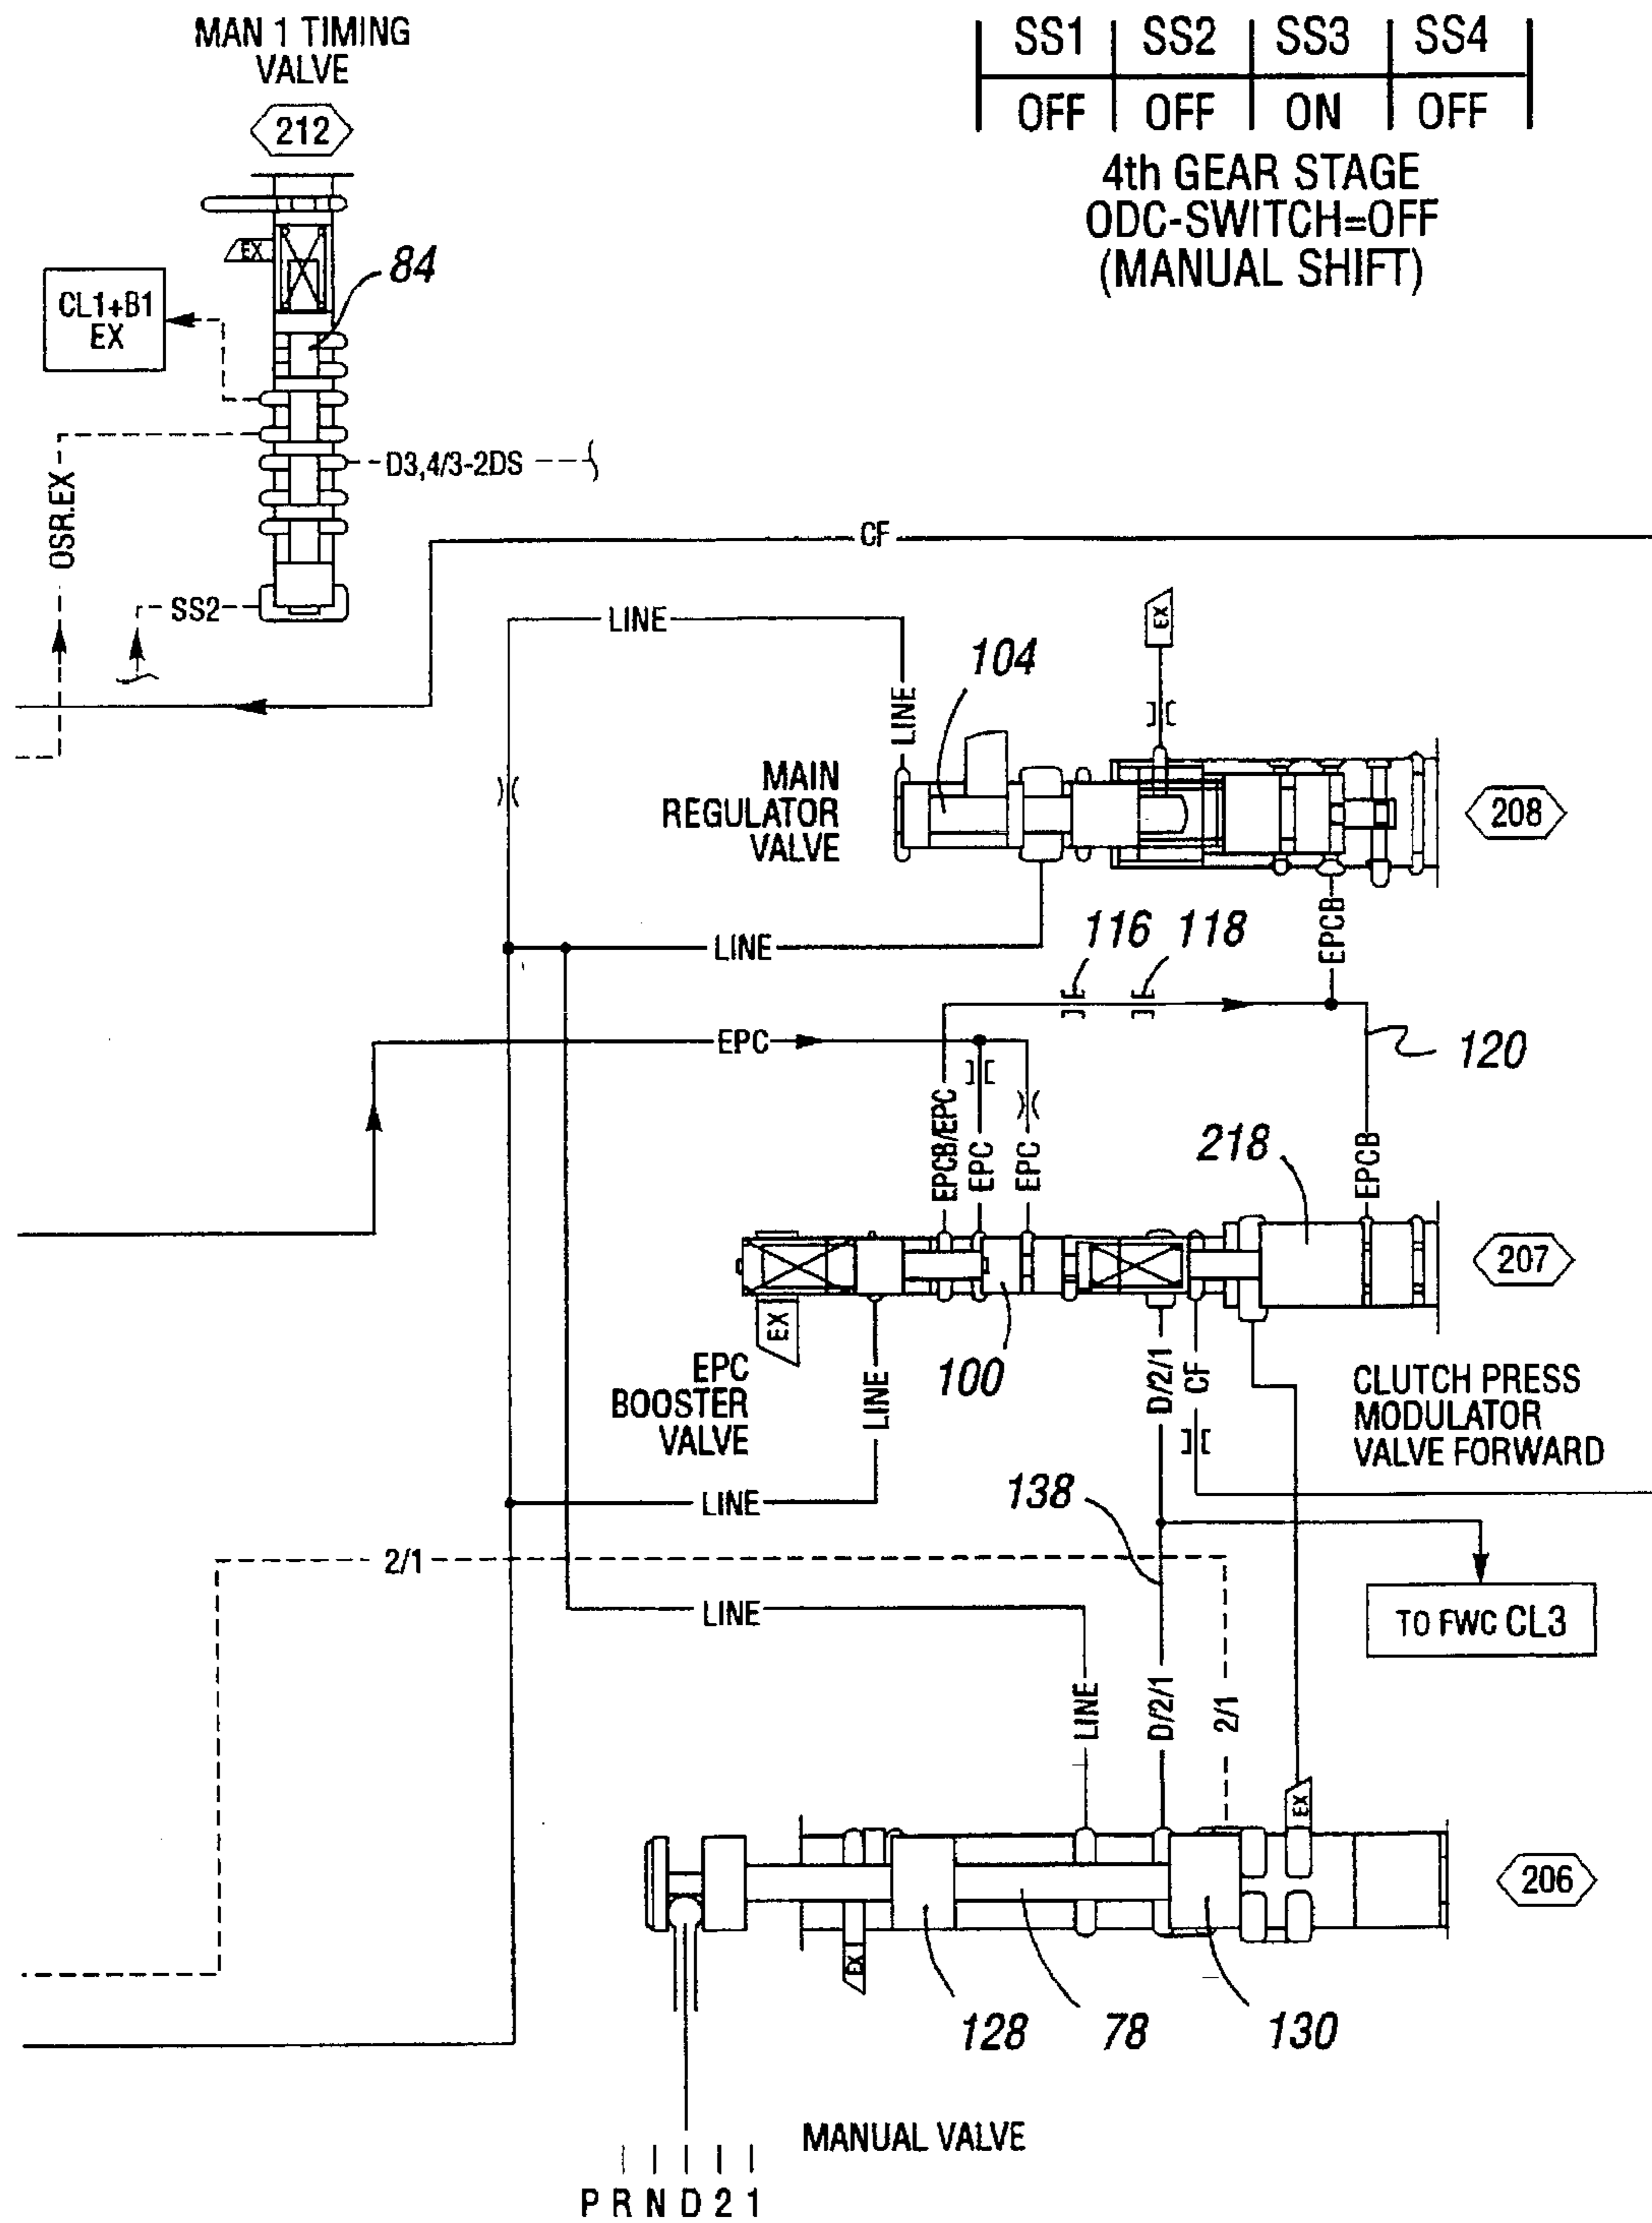 MAN 1 TIMING
VALVE
212
SS1 SS2 SS3 SS4
OFF OFF ON OFF
4th GEAR STAGE
ODC-SWITCH=OFF
(MANUAL SHIFT)
EX
84
CL1+B1
EX
OSR.EX
D3,4/3-2DS
SS2
CF
LINE
EX
104
LINE
MAIN
REGULATOR
VALVE
208
LINE
116
118
EPCB
EPC
120
EPCB/EPC
EPC
EPC
218
EPCB
207
EX
EPC
BOOSTER
VALVE
LINE
100
D/2/1
CF
CLUTCH PRESS
MODULATOR
VALVE FORWARD
LINE
138
2/1
LINE
TO FWC CL3
LINE
D/2/1
2/1
EX
206
EX
128
78
130
MANUAL VALVE
P R N D 2 1